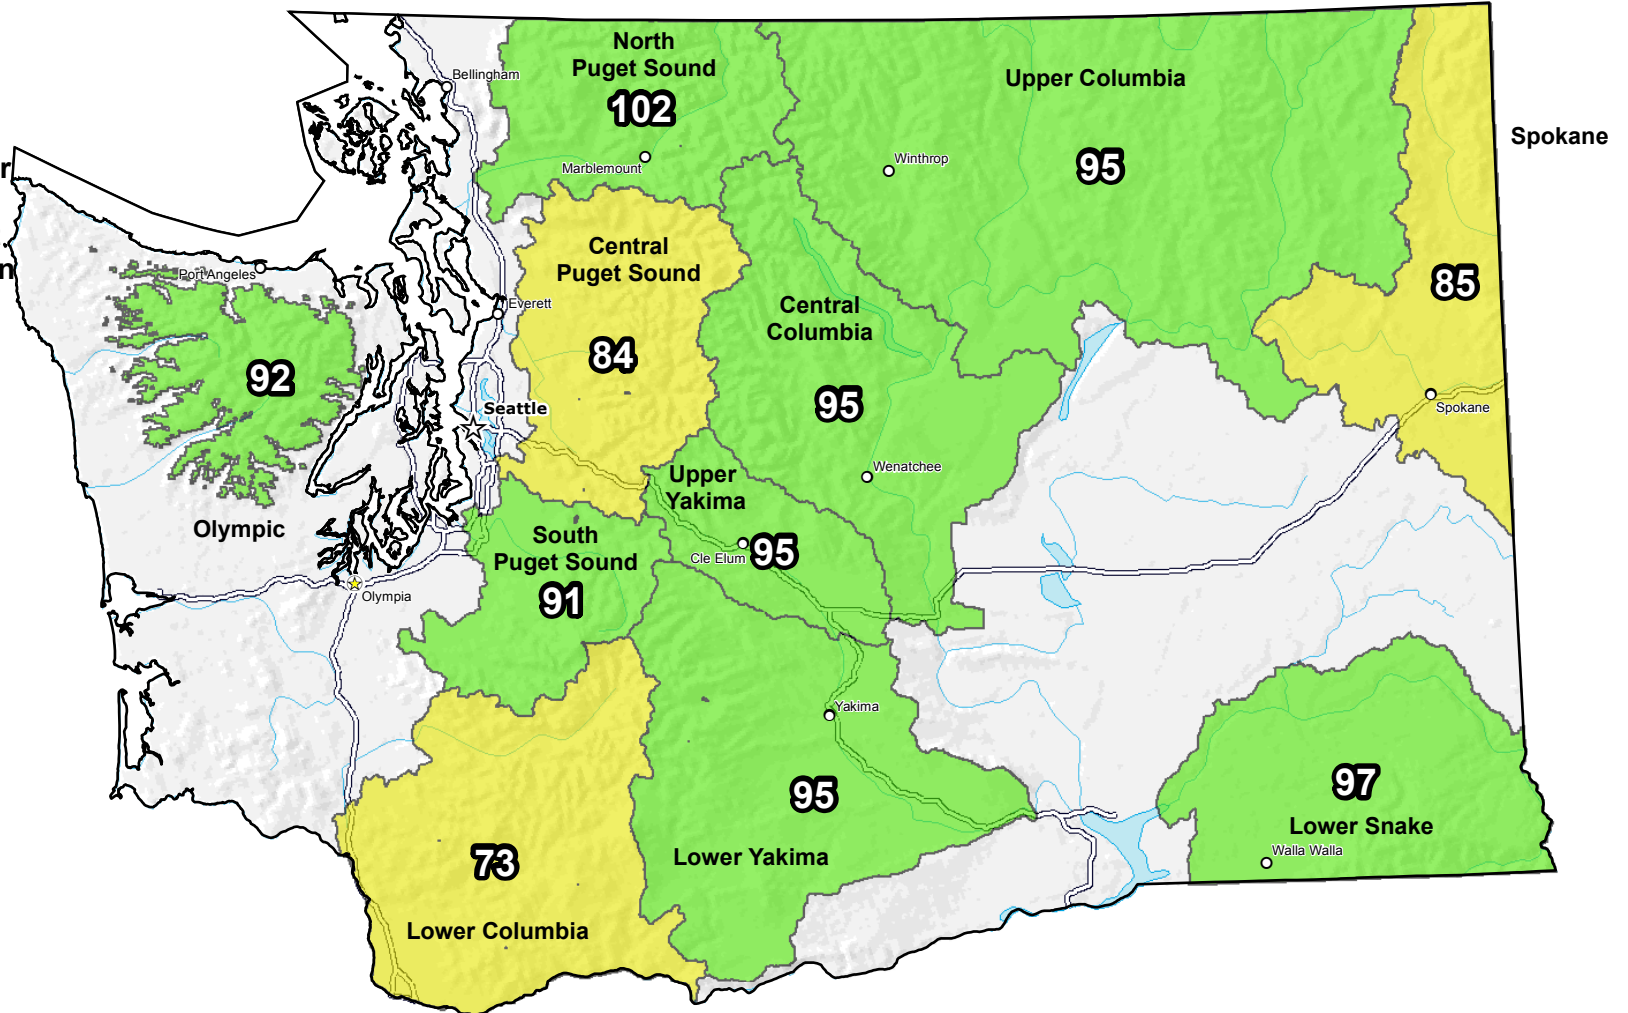 North
Puget Sound
102
Bellingham
Marblemount
Upper Columbia
95
Winthrop
Spokane
r
n
Port Angeles
Central
Puget Sound
84
Everett
Central
Columbia
95
85
92
Seattle
Spokane
Wenatchee
Upper
Yakima
95
Cle Elum
Olympic
South
Puget Sound
91
Olympia
Yakima
95
Lower Yakima
97
Lower Snake
Walla Walla
73
Lower Columbia